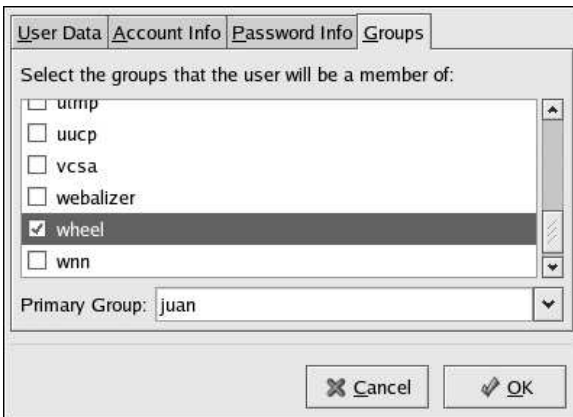 User Data Account Info Password Info Groups
Select the groups that the user will be a member of:
utmp
uucp
vcsa
webalizer
wheel
wnn
Primary Group: juan
Cancel OK